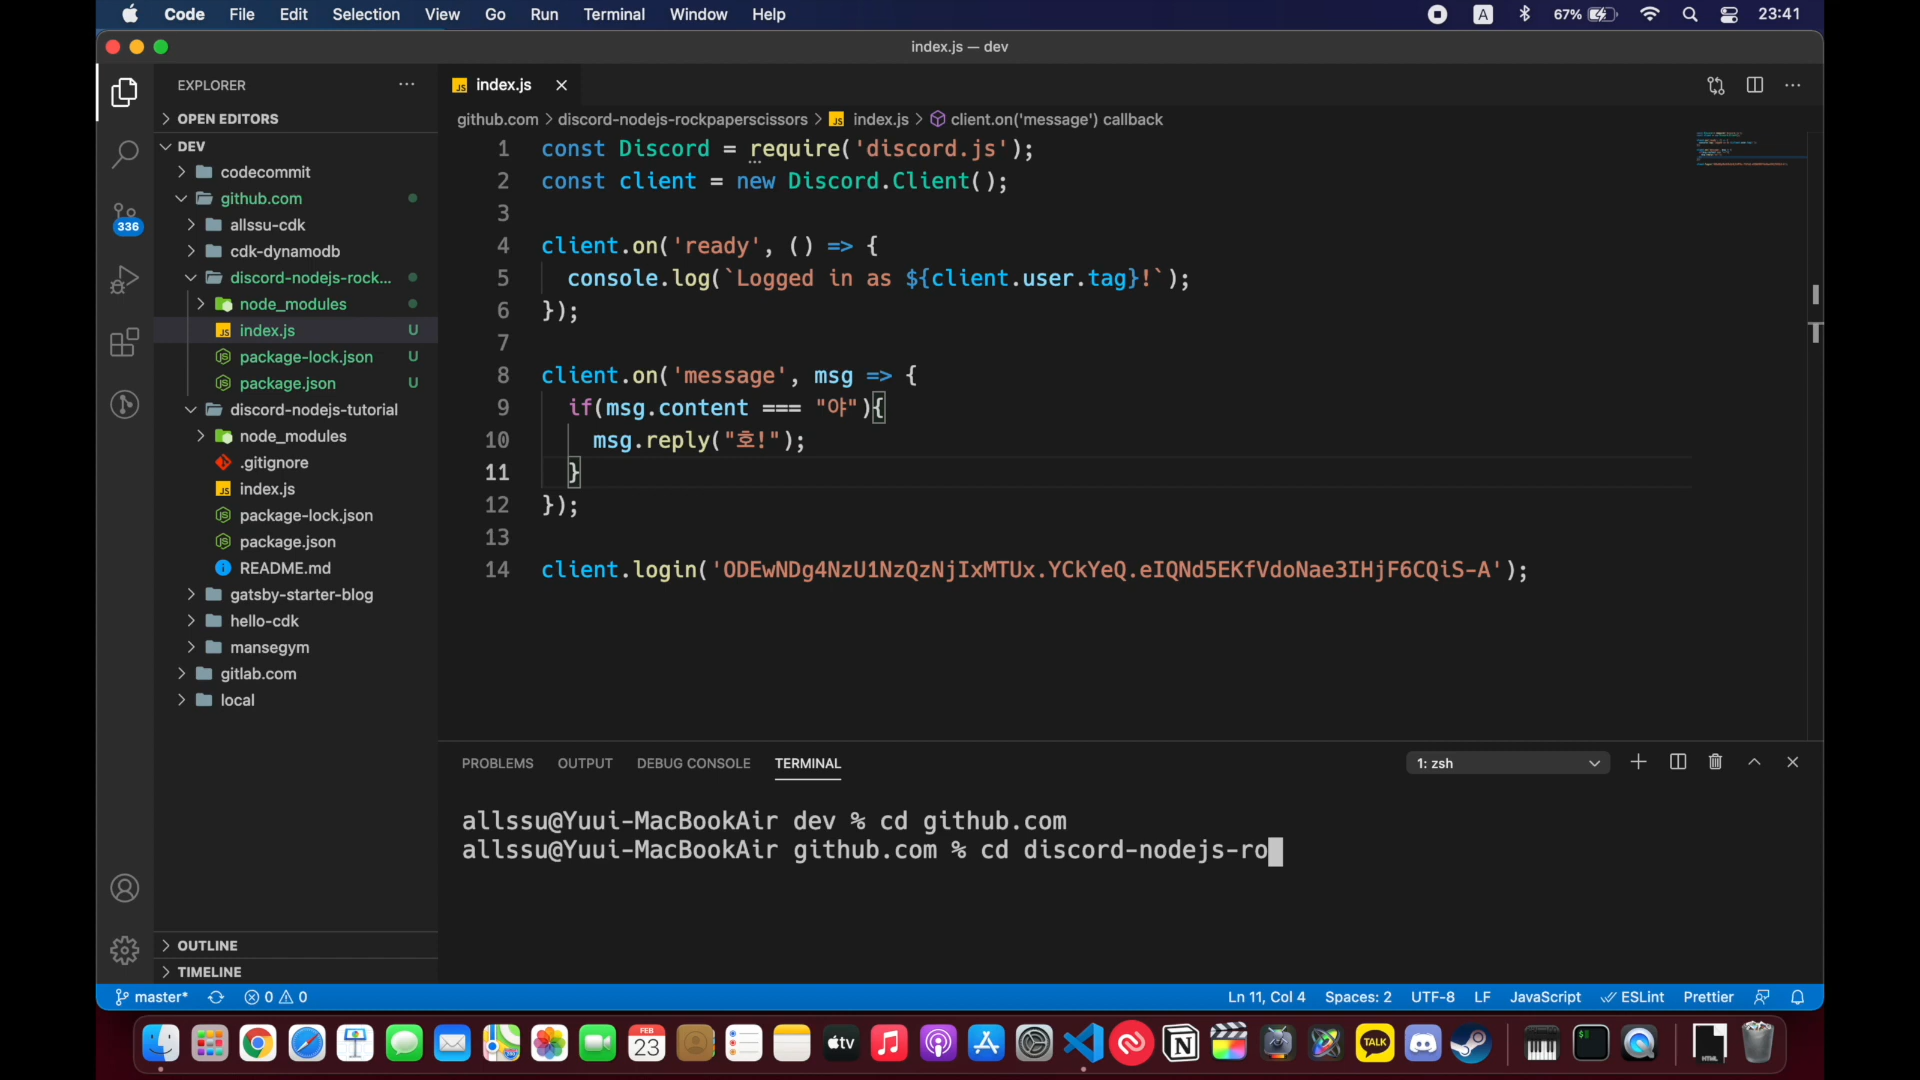 Code File Edit Selection View Go Run Terminal Window Help A 67% 23:41
index.js — dev
EXPLORER
OPEN EDITORS
DEV
codecommit
github.com
allssu-cdk
cdk-dynamodb
discord-nodejs-rock...
node_modules
index.js U
package-lock.json U
package.json U
discord-nodejs-tutorial
node_modules
.gitignore
index.js
package-lock.json
package.json
README.md
gatsby-starter-blog
hello-cdk
mansegym
gitlab.com
local
OUTLINE
TIMELINE
336
JS index.js
github.com > discord-nodejs-rockpaperscissors > JS index.js > client.on('message') callback
1 const Discord = require('discord.js');
2 const client = new Discord.Client();
3
4 client.on('ready', () => {
5 console.log(`Logged in as ${client.user.tag}!`);
6 });
7
8 client.on('message', msg => {
9 if(msg.content === "야"){
10 msg.reply("호!");
11 }
12 });
13
14 client.login('ODEwNDg4NzU1NzQzNjIxMTUx.YCkYeQ.eIQNd5EKfVdoNae3IHjF6CQiS-A');
PROBLEMS OUTPUT DEBUG CONSOLE TERMINAL 1: zsh
allssu@Yuui-MacBookAir dev % cd github.com
allssu@Yuui-MacBookAir github.com % cd discord-nodejs-ro
master* 0 0 Ln 11, Col 4 Spaces: 2 UTF-8 LF JavaScript ESLint Prettier
FEB
23
tv
TALK